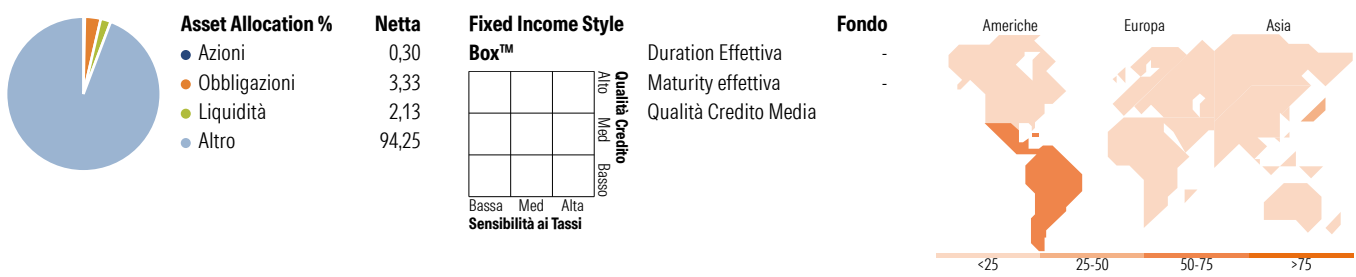 Asset Allocation % Netta
Azioni 0,30
Obbligazioni 3,33
Liquidità 2,13
Altro 94,25
Fixed Income Style
Box™
Alto Med Basso
Qualità Credito
Bassa Med Alta
Sensibilità ai Tassi
Fondo
Duration Effettiva -
Maturity effettiva -
Qualità Credito Media
Americhe Europa Asia
<25 25-50 50-75 >75